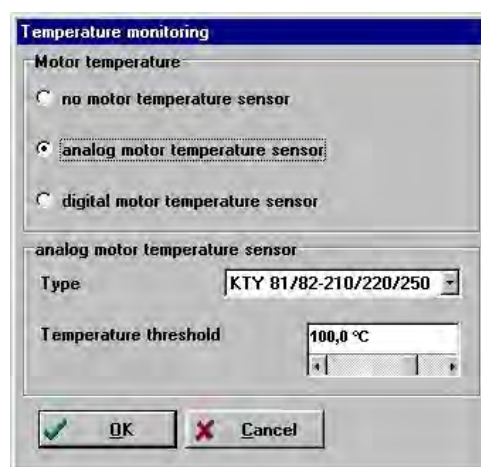 Temperature monitoring
Motor temperature
no motor temperature sensor
analog motor temperature sensor
digital motor temperature sensor
analog motor temperature sensor
Type KTY 81/82-210/220/250
Temperature threshold 100,0 °C
OK Cancel